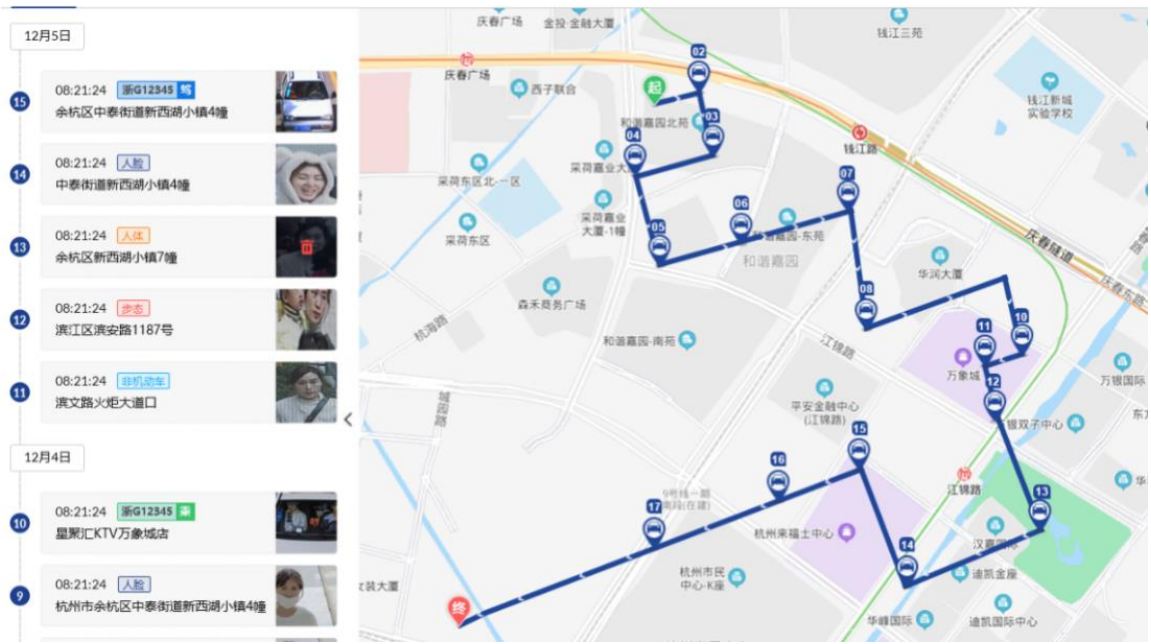 12月5日
15
08:21:24 浙G12345 驾
余杭区中泰街道新西湖小镇4幢
14
08:21:24 人脸
中泰街道新西湖小镇4幢
13
08:21:24 人体
余杭区新西湖小镇7幢
12
08:21:24 步态
滨江区滨安路1187号
11
08:21:24 非机动车
滨文路火炬大道口
12月4日
10
08:21:24 浙G12345 乘
星聚汇KTV万象城店
9
08:21:24 人脸
杭州市余杭区中泰街道新西湖小镇4幢
庆春广场
金投·金融大厦
钱江三苑
庆春广场
西子联合
起
02
钱江新城
实验学校
和谐嘉园北苑
03
04
钱江路
采荷嘉业大
采荷东区北-一区
07
采荷嘉业
大厦-1幢
06
05
采荷东区
嘉园-东苑
和谐嘉园
庆春隧道
庆春东路
华润大厦
08
森禾商务广场
杭海路
和谐嘉园-南苑
江锦路
10
11
万象城
万银国际
12
城园路
平安金融中心
(江锦路)
银双子中心
15
16
江锦路
9号线一期
南段(在建)
13
17
杭州来福士中心
汉嘉国际
14
迪凯金座
杭州市民
中心-K座
女装大厦
终
华峰国际
迪凯国际中心